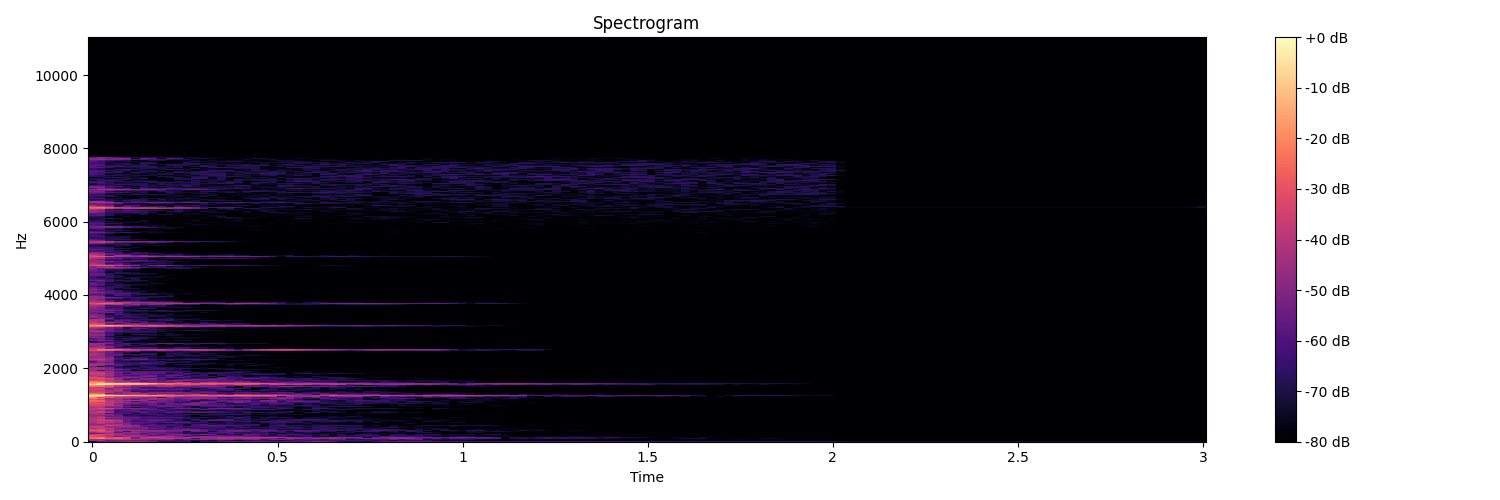 Spectrogram
Hz
10000
8000
6000
4000
2000
0
0 0.5 1 1.5 2 2.5 3
Time
+0 dB
-10 dB
-20 dB
-30 dB
-40 dB
-50 dB
-60 dB
-70 dB
-80 dB